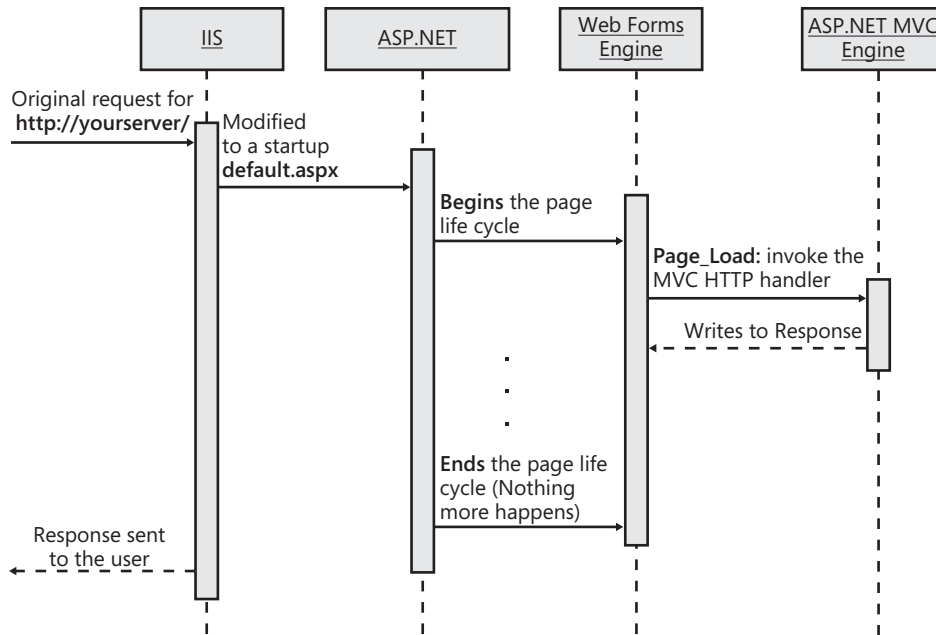 IIS
ASP.NET
Web Forms
Engine
ASP.NET MVC
Engine
Original request for
http://yourserver/
Modified
to a startup
default.aspx
Begins the page
life cycle
Page_Load: invoke the
MVC HTTP handler
Writes to Response
Ends the page life
cycle (Nothing
more happens)
Response sent
to the user